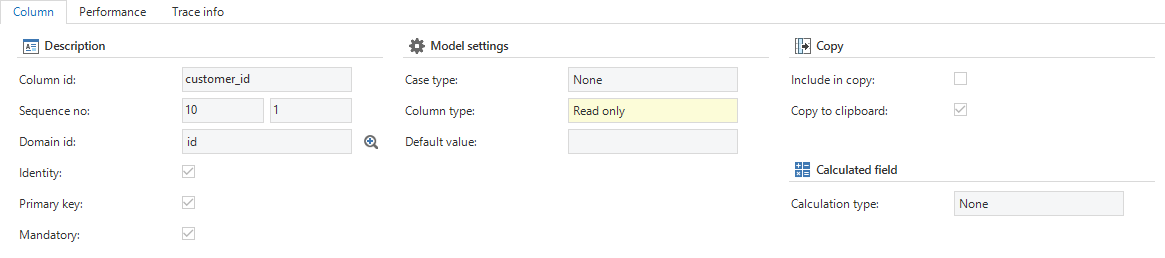 Column Performance Trace info
Description
Column id: customer_id
Sequence no: 10 1
Domain id: id
Identity:
Primary key:
Mandatory:
Model settings
Case type: None
Column type: Read only
Default value:
Copy
Include in copy:
Copy to clipboard:
Calculated field
Calculation type: None